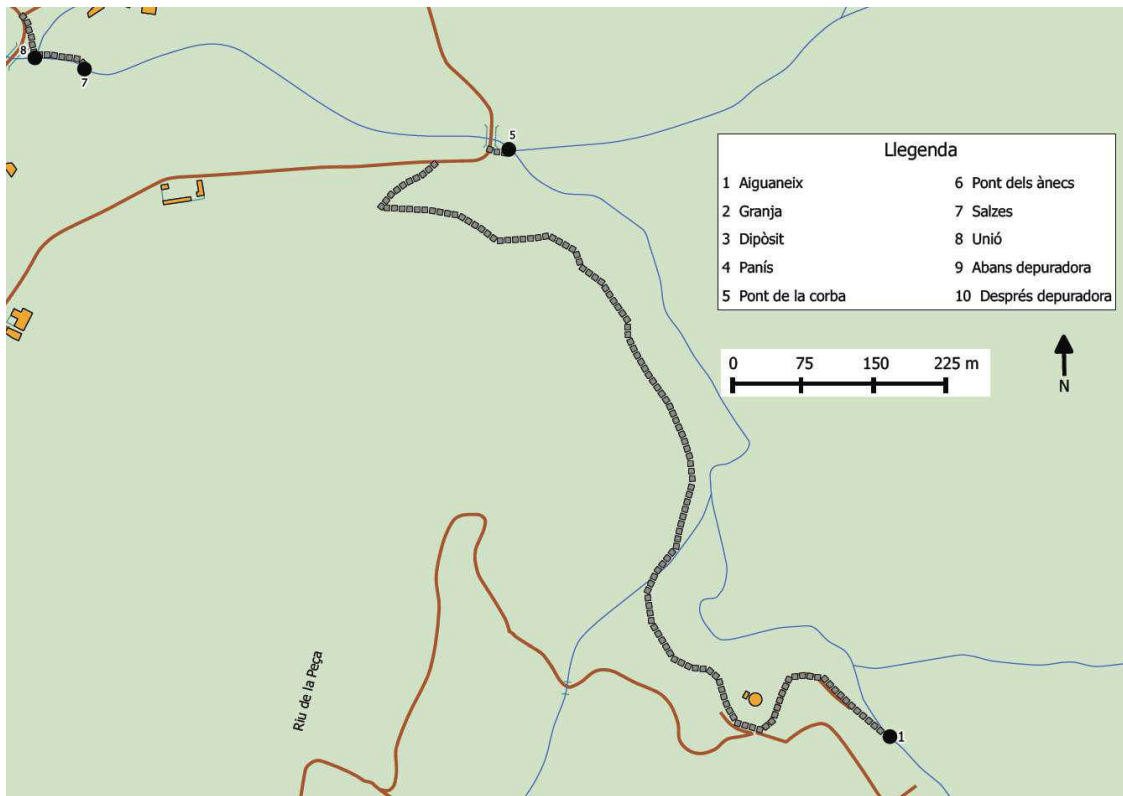 8
7
5
Llegenda
1 Aiguaneix
2 Granja
3 Dipòsit
4 Panís
5 Pont de la corba
6 Pont dels ànecs
7 Salzes
8 Unió
9 Abans depuradora
10 Després depuradora
0 75 150 225 m
N
Riu de la Peça
1